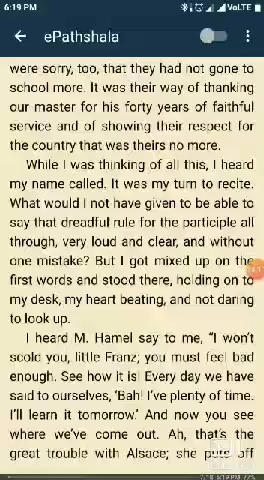 6:19 PM
VoLTE
ePathshala
were sorry, too, that they had not gone to
school more. It was their way of thanking
our master for his forty years of faithful
service and of showing their respect for
the country that was theirs no more.
While I was thinking of all this, I heard
my name called. It was my turn to recite.
What would I not have given to be able to
say that dreadful rule for the participle all
through, very loud and clear, and without
one mistake? But I got mixed up on the
first words and stood there, holding on to
my desk, my heart beating, and not daring
to look up.
I heard M. Hamel say to me, “I won’t
scold you, little Franz; you must feel bad
enough. See how it is! Every day we have
said to ourselves, ‘Bah! I’ve plenty of time.
I’ll learn it tomorrow.’ And now you see
where we’ve come out. Ah, that’s the
great trouble with Alsace; she puts off